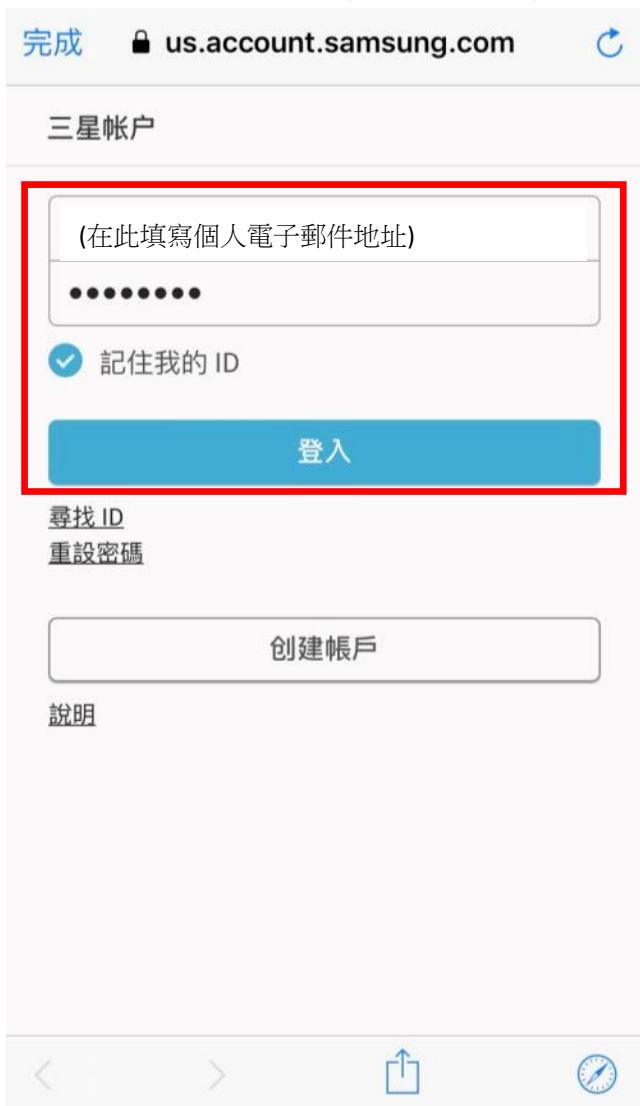 完成 us.account.samsung.com
三星帐户
(在此填寫個人電子郵件地址)
••••••••
記住我的 ID
登入
尋找 ID
重設密碼
创建帳戶
說明